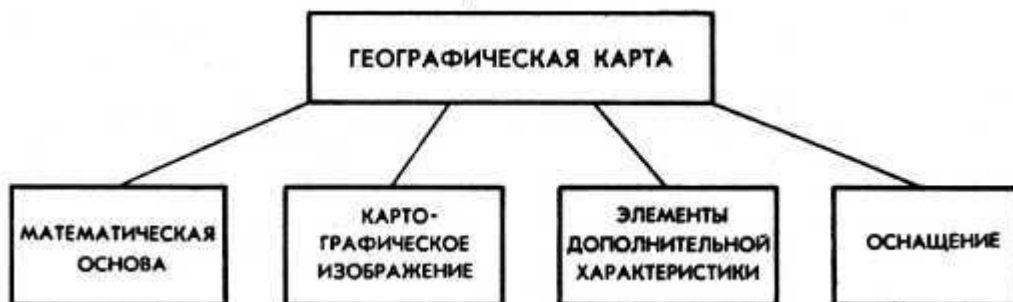 ГЕОГРАФИЧЕСКАЯ КАРТА
МАТЕМАТИЧЕСКАЯ
ОСНОВА
КАРТО-
ГРАФИЧЕСКОЕ
ИЗОБРАЖЕНИЕ
ЭЛЕМЕНТЫ
ДОПОЛНИТЕЛЬНОЙ
ХАРАКТЕРИСТИКИ
ОСНАЩЕНИЕ